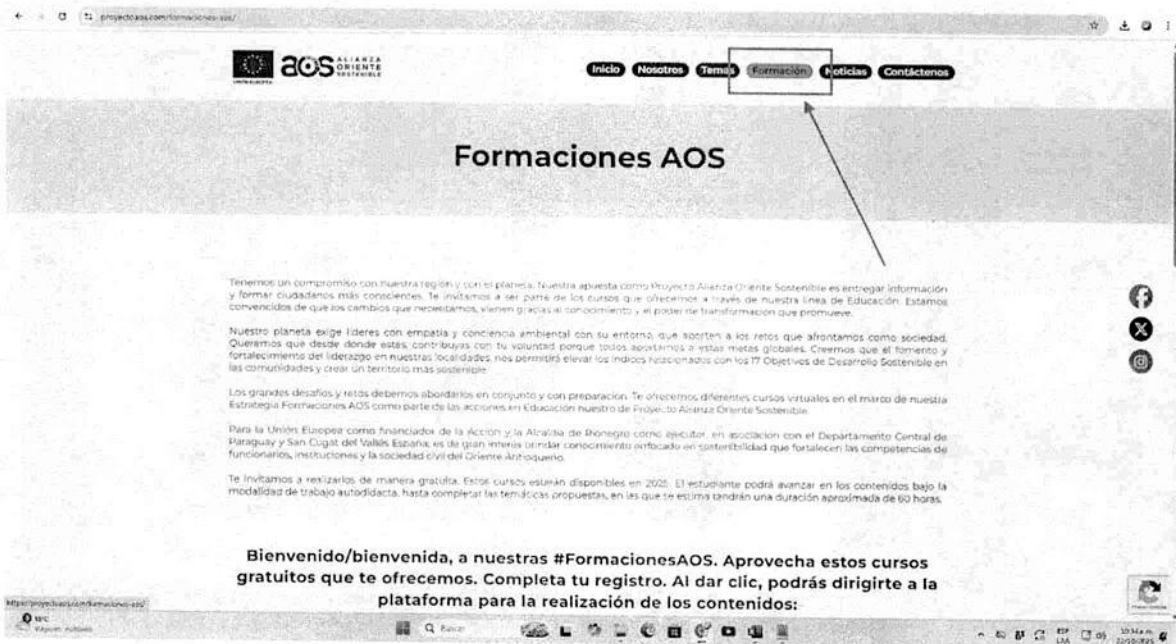 proyectoaos.com/formaciones-aos/
UNIÓN EUROPEA
aos ALIANZA
ORIENTE
SOSTENIBLE
Inicio Nosotros Temas Formación Noticias Contáctenos
Formaciones AOS
Tenemos un compromiso con nuestra región y con el planeta. Nuestra apuesta como Proyecto Alianza Oriente Sostenible es entregar información
y formar ciudadanos más conscientes. Te invitamos a ser parte de los cursos que ofrecemos a través de nuestra línea de Educación. Estamos
convencidos de que los cambios que necesitamos, vienen gracias al conocimiento y el poder de transformación que promueve.
Nuestro planeta exige líderes con empatía y conciencia ambiental con su entorno, que aporten a los retos que afrontamos como sociedad.
Queremos que desde donde estás, contribuyas con tu voluntad porque todos aportamos a estas metas globales. Creemos que el fomento y
fortalecimiento del liderazgo en nuestras localidades, nos permitirá elevar los índices relacionados con los 17 Objetivos de Desarrollo Sostenible en
las comunidades y crear un territorio más sostenible.
Los grandes desafíos y retos debemos abordarlos en conjunto y con preparación. Te ofrecemos diferentes cursos virtuales en el marco de nuestra
Estrategia Formaciones AOS como parte de las acciones en Educación nuestro de Proyecto Alianza Oriente Sostenible.
Para la Unión Europea como financiador de la Acción y la Alcaldía de Rionegro como ejecutor, en asociación con el Departamento Central de
Paraguay y San Cugat del Vallés España; es de gran interés brindar conocimiento enfocado en sostenibilidad que fortalecen las competencias de
funcionarios, instituciones y la sociedad civil del Oriente Antioqueño.
Te invitamos a realizarlos de manera gratuita. Estos cursos estarán disponibles en 2025. El estudiante podrá avanzar en los contenidos bajo la
modalidad de trabajo autodidacta, hasta completar las temáticas propuestas, en las que se estima tendrán una duración aproximada de 60 horas.
Bienvenido/bienvenida, a nuestras #FormacionesAOS. Aprovecha estos cursos
gratuitos que te ofrecemos. Completa tu registro. Al dar clic, podrás dirigirte a la
plataforma para la realización de los contenidos:
https://proyectoaos.com/formaciones-aos/
Buscar
ESP
LAA